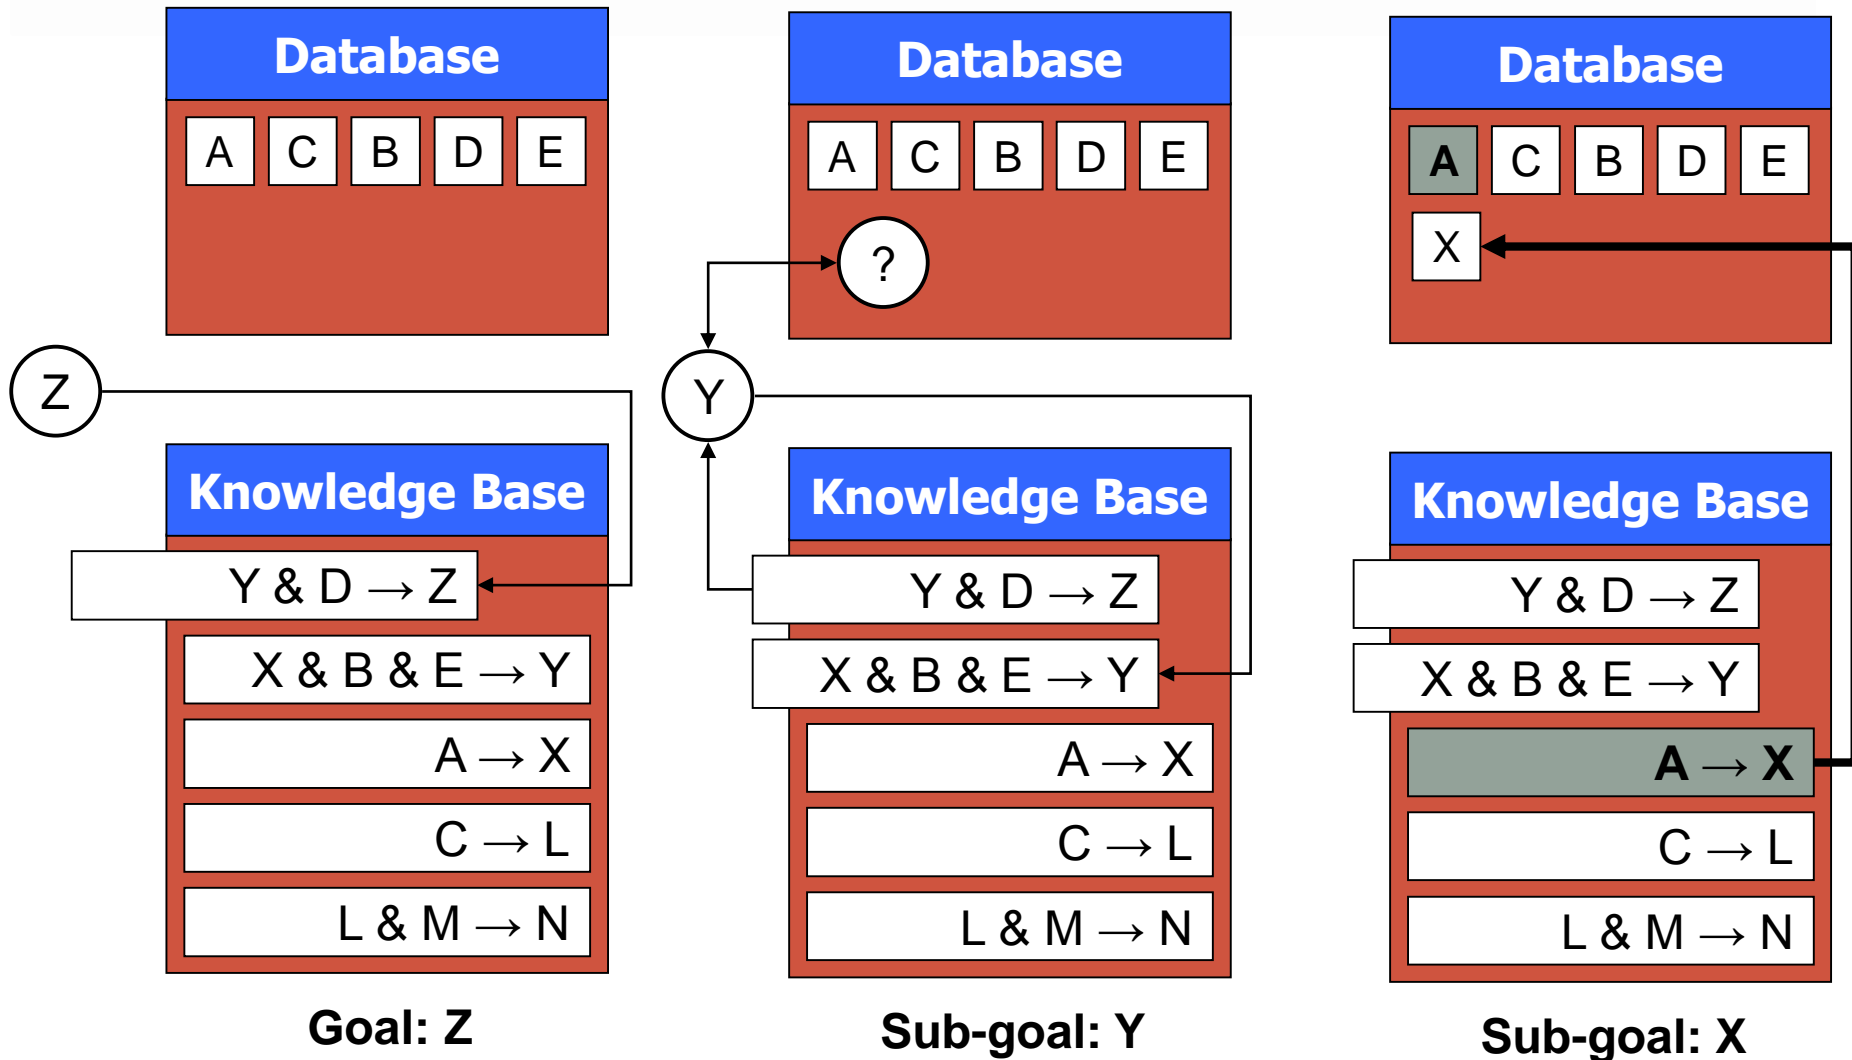 Database
A C B D E
Z
Knowledge Base
Y & D → Z
X & B & E → Y
A → X
C → L
L & M → N
Goal: Z
Database
A C B D E
?
Y
Knowledge Base
Y & D → Z
X & B & E → Y
A → X
C → L
L & M → N
Sub-goal: Y
Database
A C B D E
X
Knowledge Base
Y & D → Z
X & B & E → Y
A → X
C → L
L & M → N
Sub-goal: X